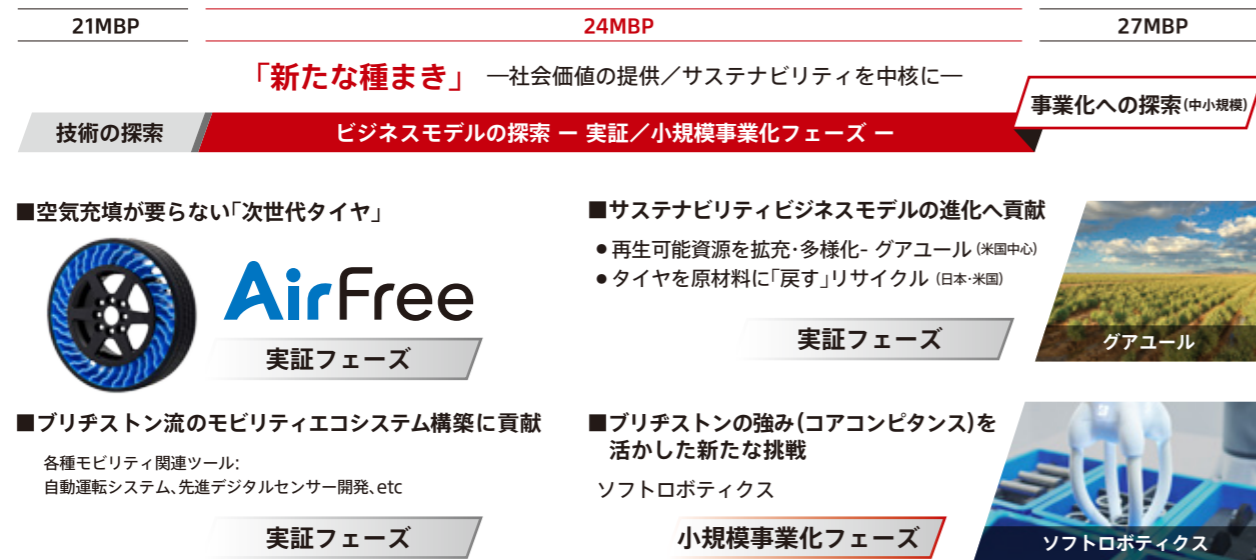 21MBP
24MBP
27MBP
「新たな種まき」 ―社会価値の提供／サステナビリティを中核に―
技術の探索
ビジネスモデルの探索 ー 実証／小規模事業化フェーズ ー
事業化への探索(中小規模)
■空気充填が要らない「次世代タイヤ」
AirFree
実証フェーズ
■サステナビリティビジネスモデルの進化へ貢献
●再生可能資源を拡充・多様化- グアユール (米国中心)
●タイヤを原材料に「戻す」リサイクル (日本・米国)
実証フェーズ
グアユール
■ブリヂストン流のモビリティエコシステム構築に貢献
各種モビリティ関連ツール:
自動運転システム、先進デジタルセンサー開発、etc
実証フェーズ
■ブリヂストンの強み(コアコンピタンス)を
活かした新たな挑戦
ソフトロボティクス
小規模事業化フェーズ
ソフトロボティクス